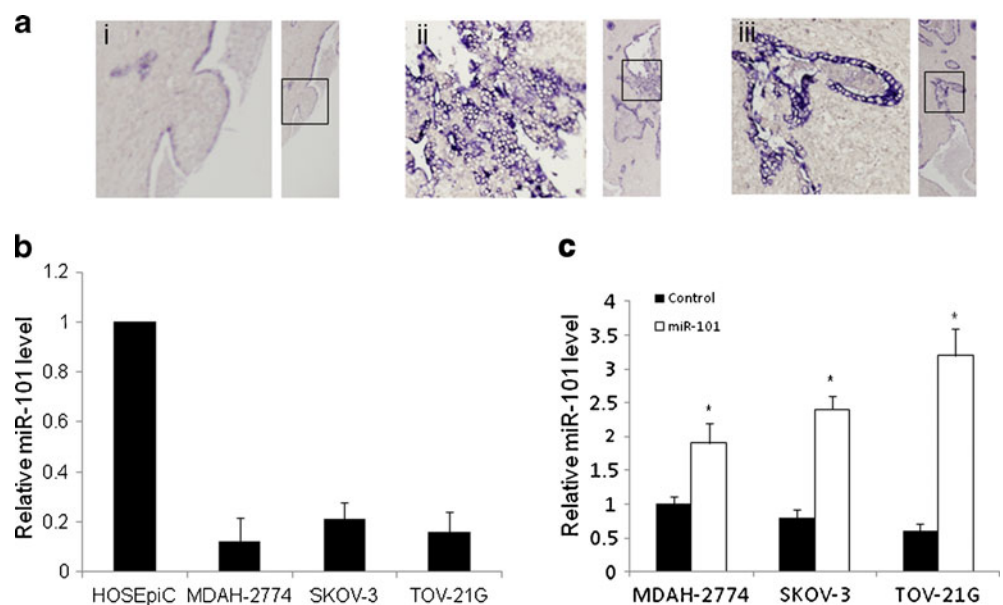 a
i
ii
iii
b
Relative miR-101 level
1.2
1
0.8
0.6
0.4
0.2
0
HOSEpiC MDAH-2774 SKOV-3 TOV-21G
c
Relative miR-101 level
Control
miR-101
4
3.5
3
2.5
2
1.5
1
0.5
0
* * *
MDAH-2774 SKOV-3 TOV-21G